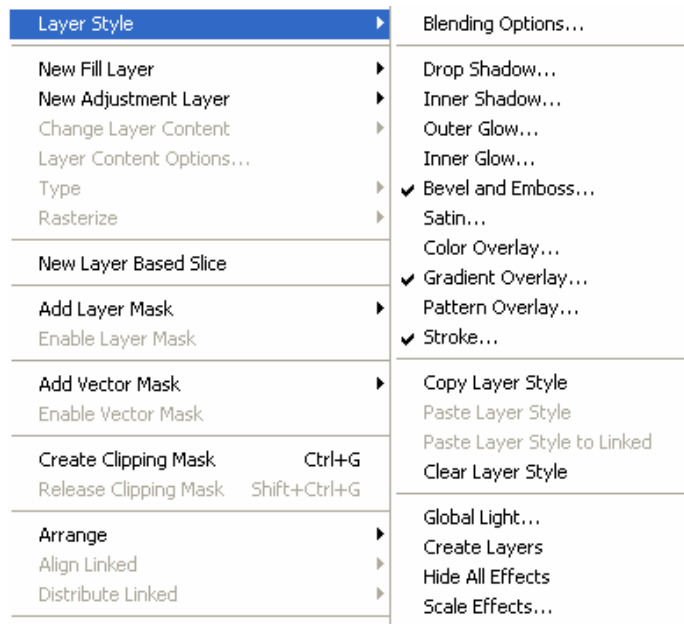 Layer Style
New Fill Layer
New Adjustment Layer
Change Layer Content
Layer Content Options...
Type
Rasterize
New Layer Based Slice
Add Layer Mask
Enable Layer Mask
Add Vector Mask
Enable Vector Mask
Create Clipping Mask Ctrl+G
Release Clipping Mask Shift+Ctrl+G
Arrange
Align Linked
Distribute Linked
Blending Options...
Drop Shadow...
Inner Shadow...
Outer Glow...
Inner Glow...
Bevel and Emboss...
Satin...
Color Overlay...
Gradient Overlay...
Pattern Overlay...
Stroke...
Copy Layer Style
Paste Layer Style
Paste Layer Style to Linked
Clear Layer Style
Global Light...
Create Layers
Hide All Effects
Scale Effects...